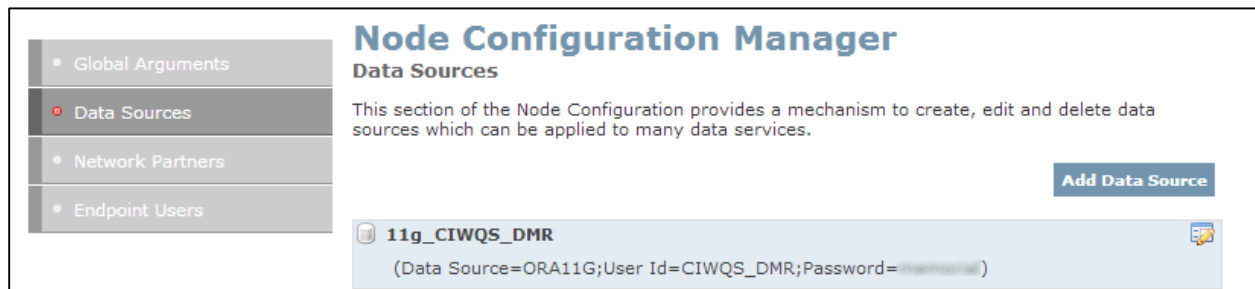 Global Arguments
Data Sources
Network Partners
Endpoint Users
Node Configuration Manager
Data Sources
This section of the Node Configuration provides a mechanism to create, edit and delete data
sources which can be applied to many data services.
Add Data Source
11g_CIWQS_DMR
(Data Source=ORA11G;User Id=CIWQS_DMR;Password= )